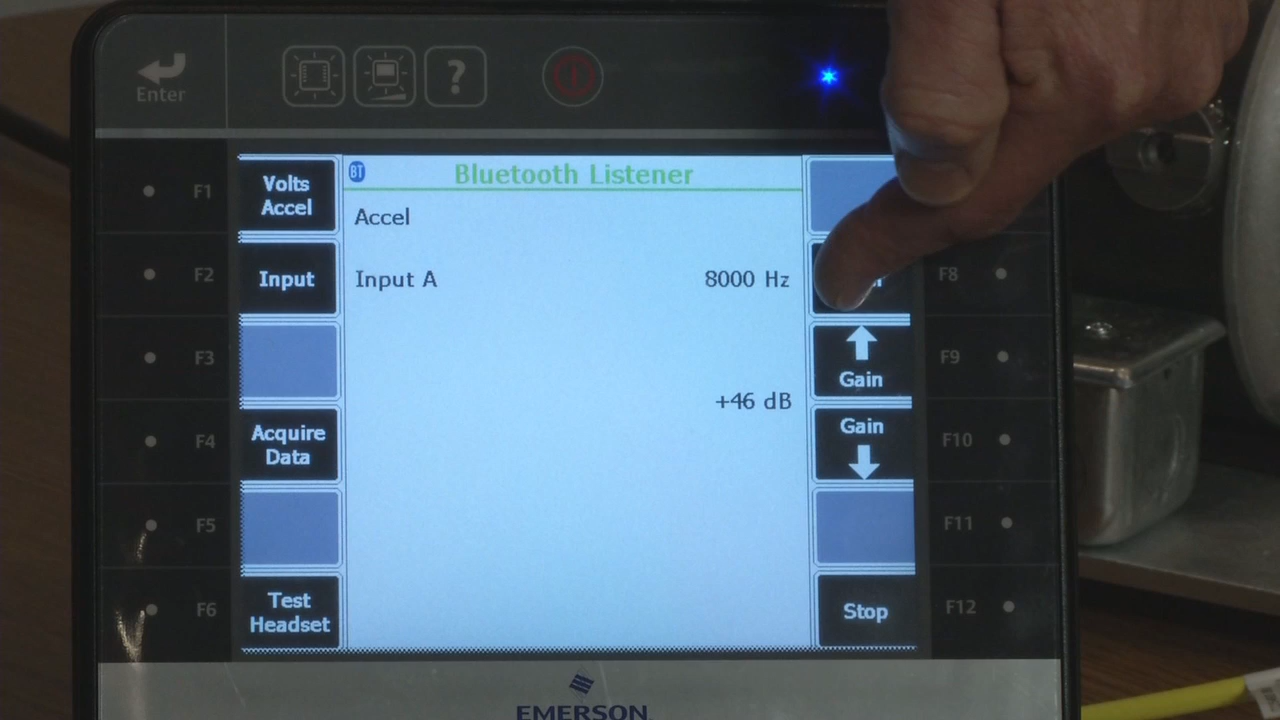 Enter
?
F1
Volts
Accel
BT
Bluetooth Listener
Accel
F2
Input
Input A
8000 Hz
F8
F3
Gain
F9
+46 dB
F4
Acquire
Data
Gain
F10
F5
F11
F6
Test
Headset
Stop
F12
EMERSON